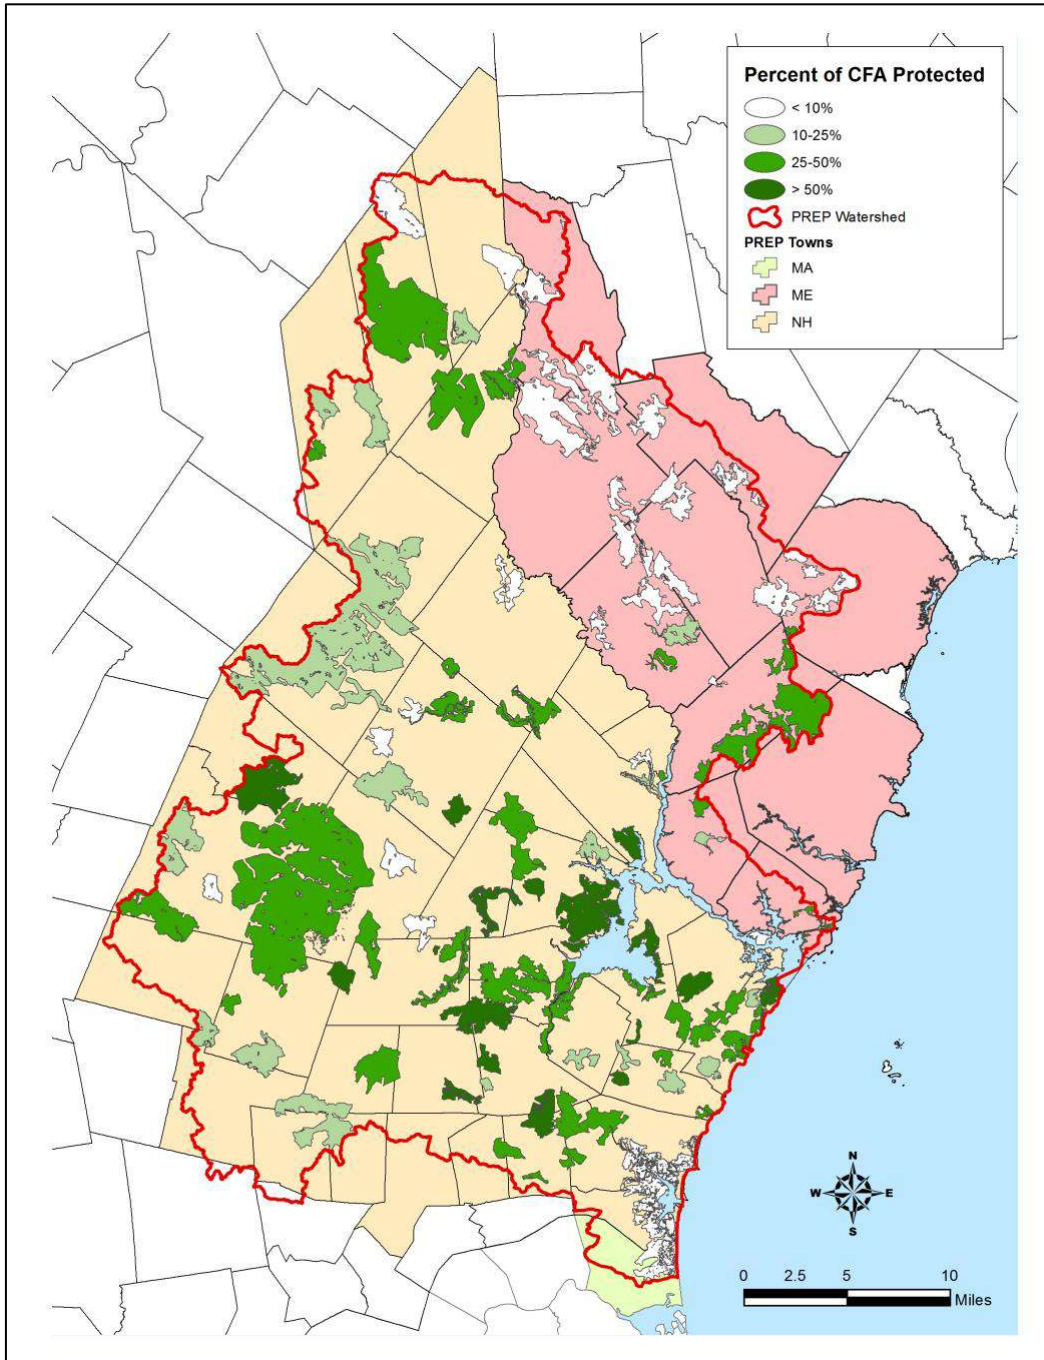 Percent of CFA Protected
< 10%
10-25%
25-50%
> 50%
PREP Watershed
PREP Towns
MA
ME
NH
N
W E
S
0 2.5 5 10
Miles